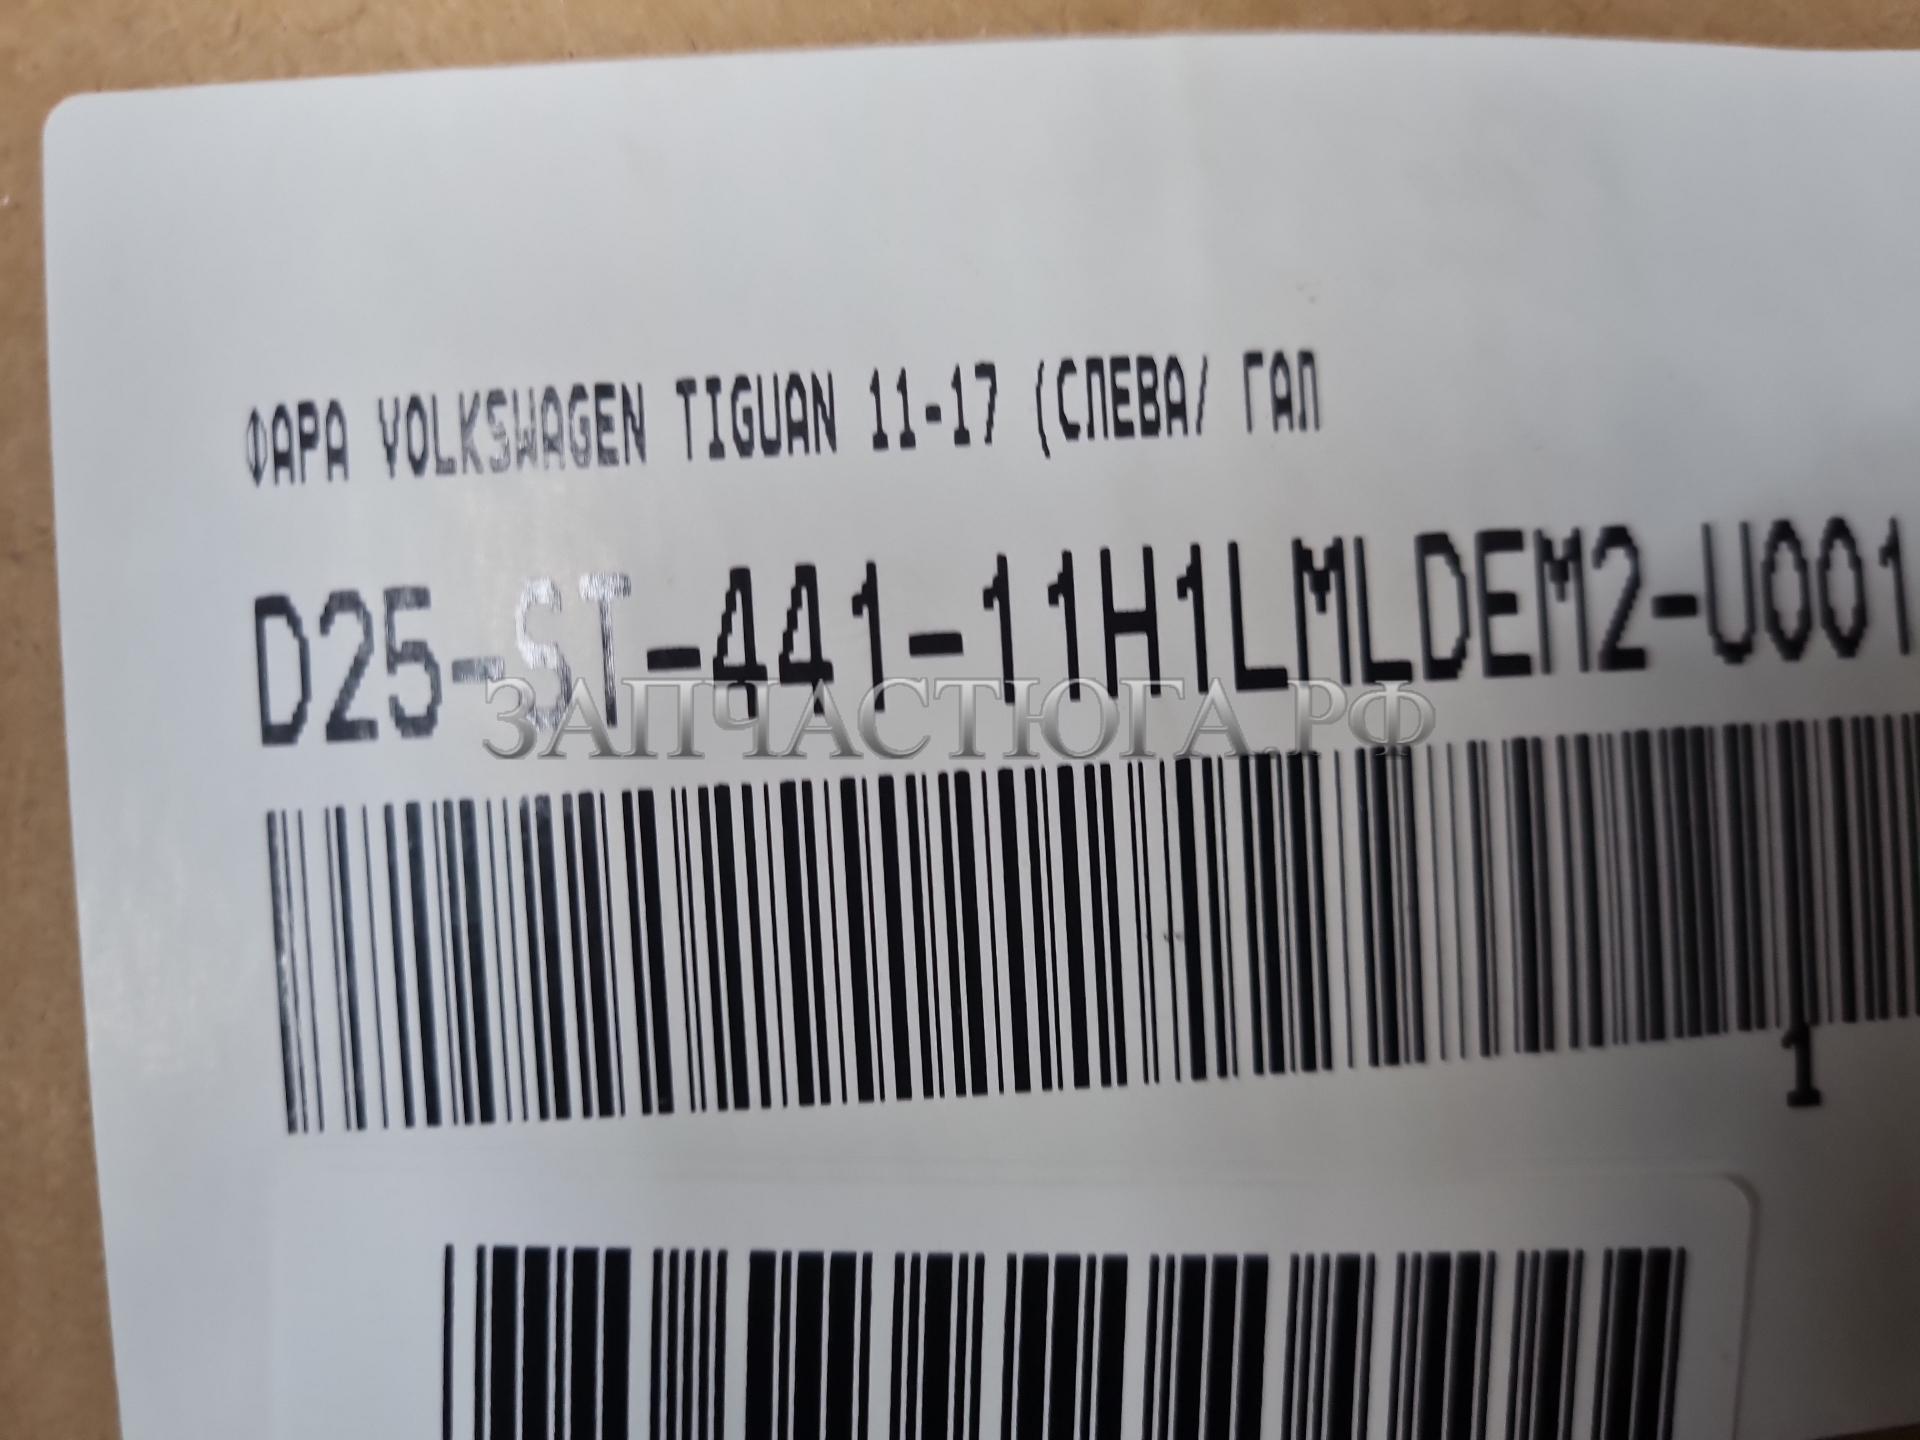 ФАРА VOLKSWAGEN TIGUAN 11-17 (СЛЕВА/ ГАЛ
D25-ST-441-11H1LMLDEM2-U001
ЗАПЧАСТЮГА.РФ
1